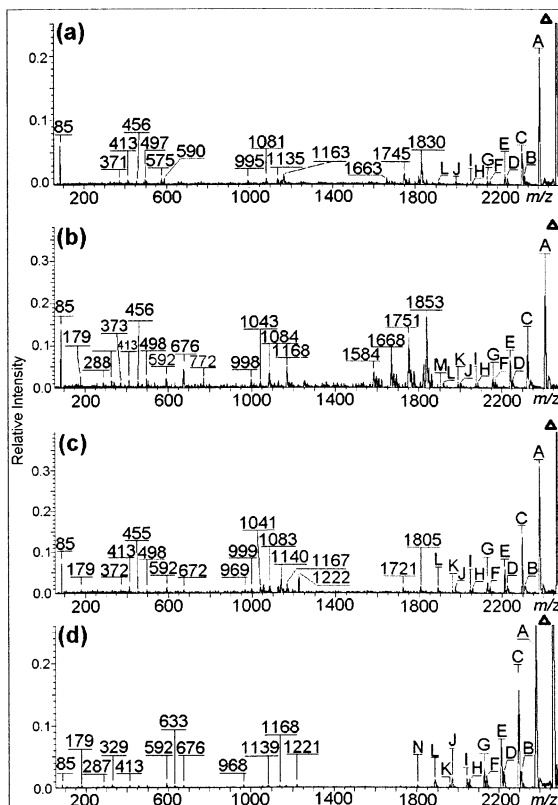 (a)
A
0.2
456
E C
85
413 497 590
1081
1163 1745 1830
I G D B
0.1
371 575
995 1135
1663
L J H F
0.0
200 600 1000 1400 1800 2200 m/z
(b)
A
0.3
C
85 456
1043
1853
0.2
373
1751
E
179
413 498 676
1084
1668
K I G F D
0.1
288 592 772
998 1168
1584
M L J H
0.0
200 600 1000 1400 1800 2200 m/z
Relative Intensity
(c)
A
0.3
C
0.2
455
1041
85
413
999 1083
1805
G E
0.1
498
1140 1167
L K I D B
179 372 592 672
969 1222
1721
J H F
0.0
200 600 1000 1400 1800 2200 m/z
(d)
A
0.2
C
633
E
0.1
179
1168
J G D B
329
592 676
1139 1221
N L I F
85 287 413
968
K H
0.0
200 600 1000 1400 1800 2200 m/z